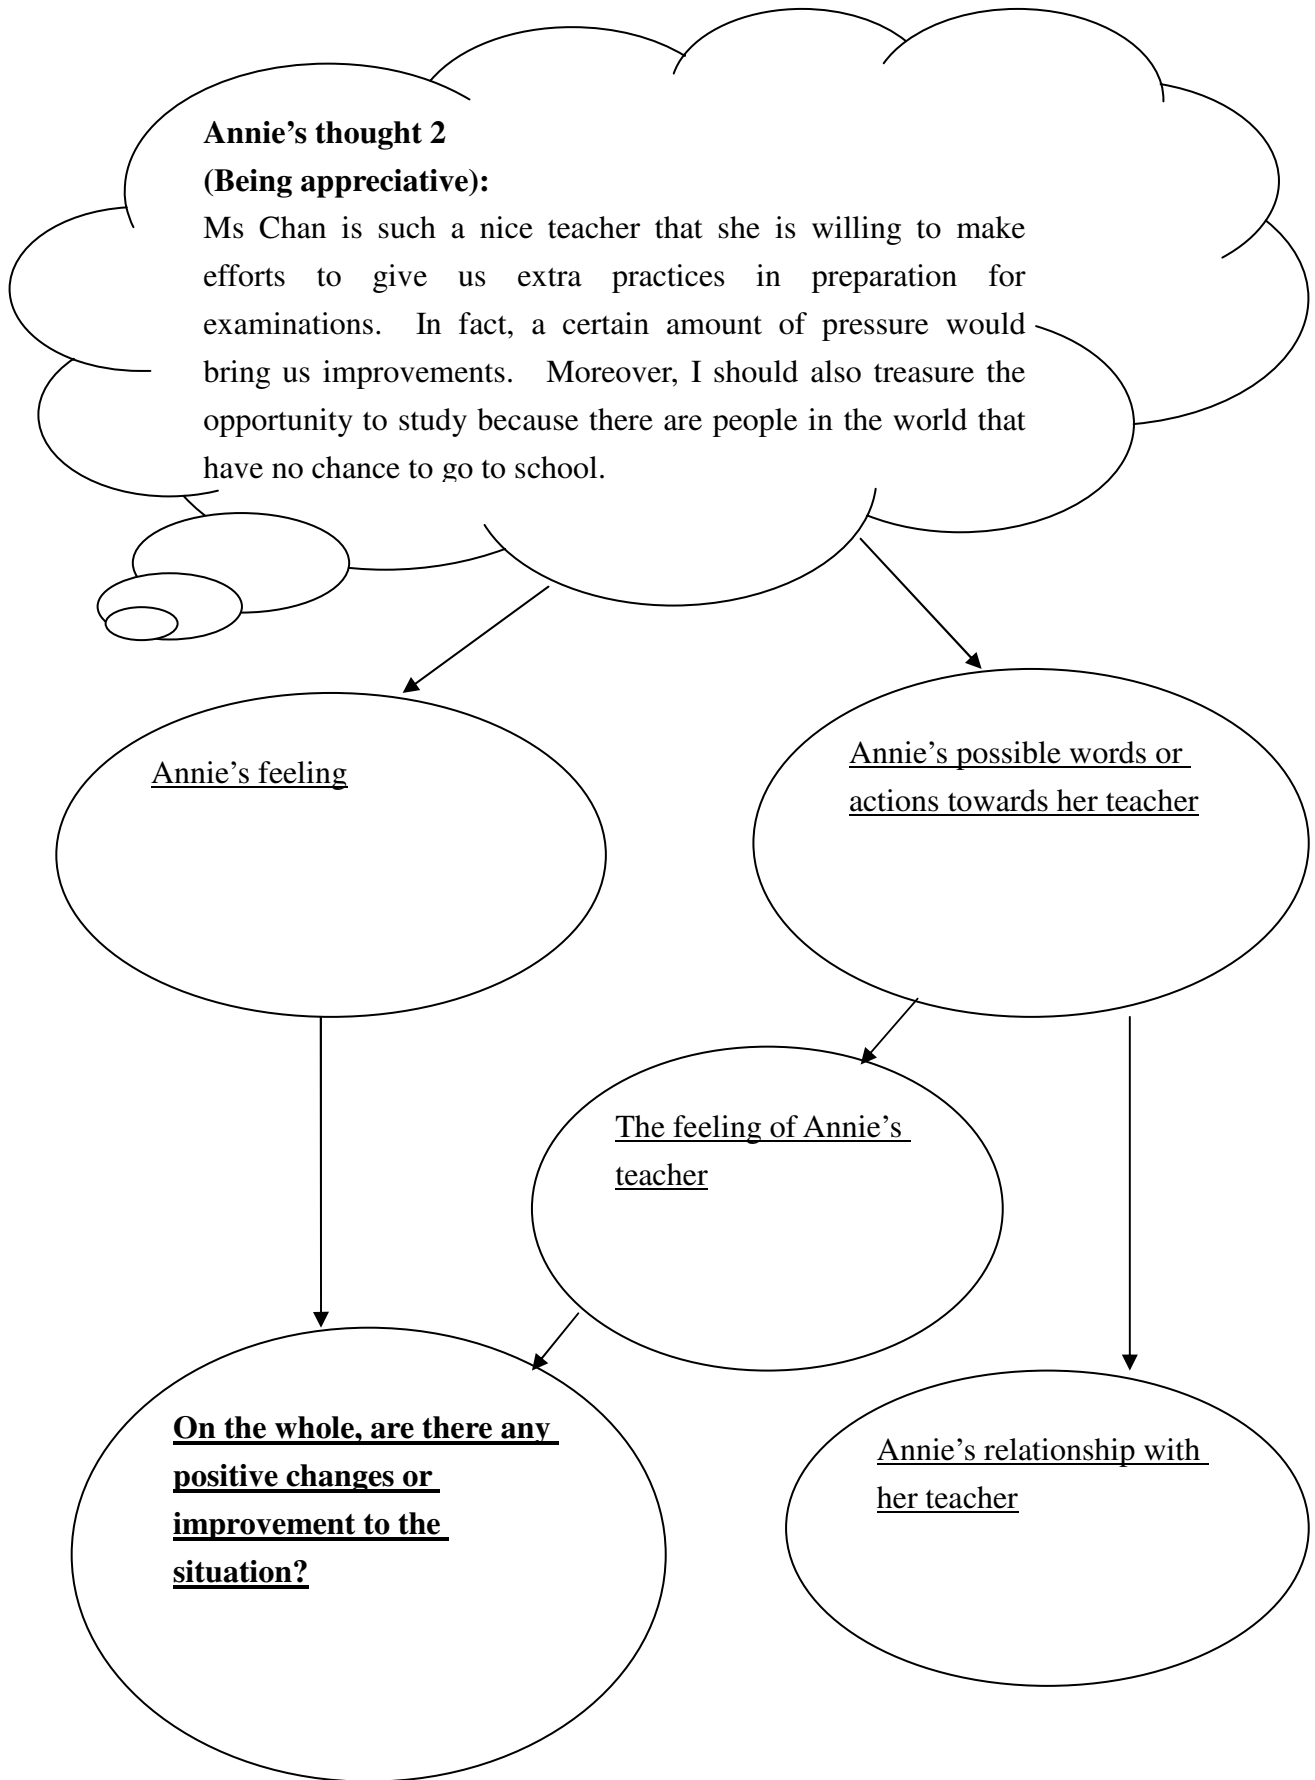 Annie’s thought 2
(Being appreciative):
Ms Chan is such a nice teacher that she is willing to make
efforts to give us extra practices in preparation for
examinations. In fact, a certain amount of pressure would
bring us improvements. Moreover, I should also treasure the
opportunity to study because there are people in the world that
have no chance to go to school.
Annie’s feeling
Annie’s possible words or
actions towards her teacher
The feeling of Annie’s
teacher
On the whole, are there any
positive changes or
improvement to the
situation?
Annie’s relationship with
her teacher